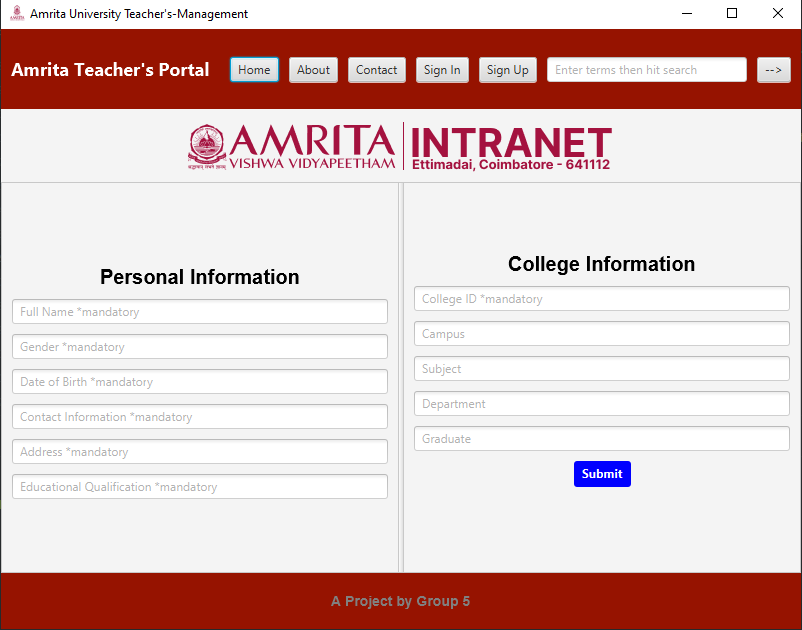 Amrita University Teacher's-Management
Amrita Teacher's Portal Home About Contact Sign In Sign Up Enter terms then hit search -->
AMRITA
VISHWA VIDYAPEETHAM
INTRANET
Ettimadai, Coimbatore - 641112
Personal Information
Full Name *mandatory
Gender *mandatory
Date of Birth *mandatory
Contact Information *mandatory
Address *mandatory
Educational Qualification *mandatory
College Information
College ID *mandatory
Campus
Subject
Department
Graduate
Submit
A Project by Group 5